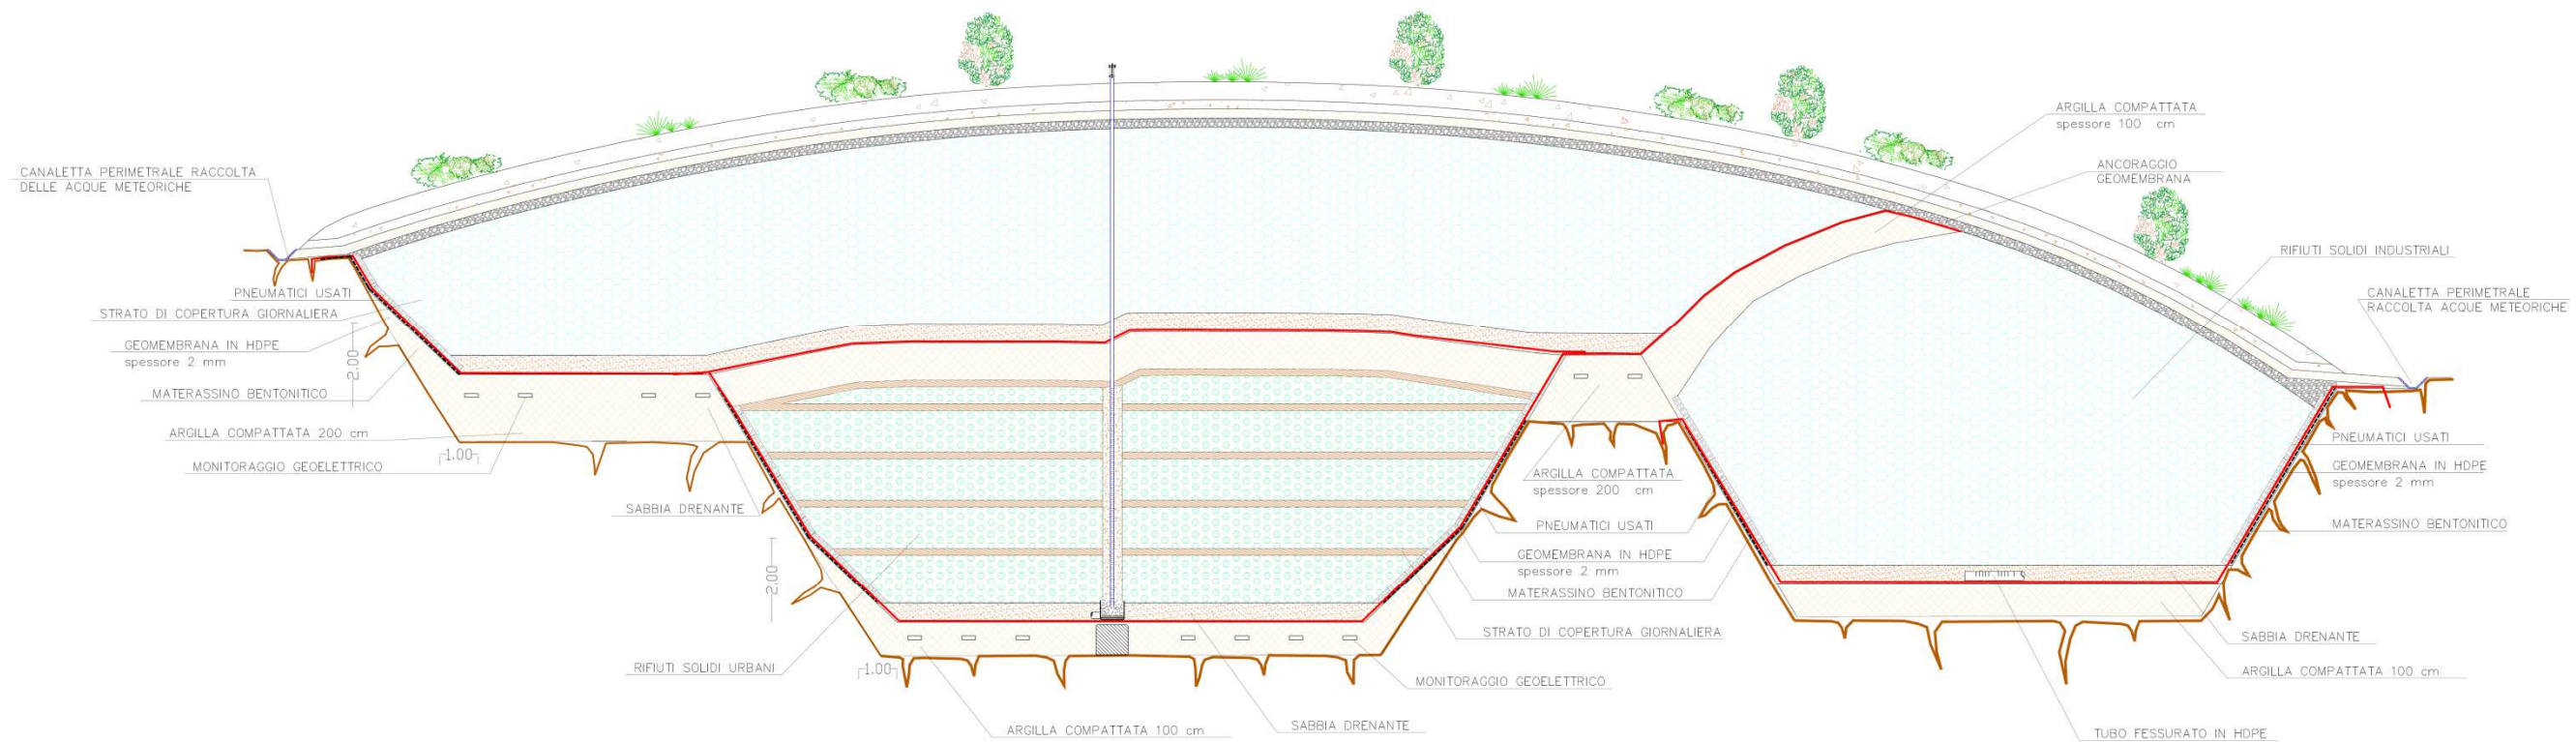 CANALETTA PERIMETRALE RACCOLTA
DELLE ACQUE METEORICHE
PNEUMATICI USATI
STRATO DI COPERTURA GIORNALIERA
GEOMEMBRANA IN HDPE
spessore 2 mm
MATERASSINO BENTONITICO
ARGILLA COMPATTATA 200 cm
MONITORAGGIO GEOELETTRICO
2.00
1.00
SABBIA DRENANTE
2.00
RIFIUTI SOLIDI URBANI
1.00
ARGILLA COMPATTATA 100 cm
SABBIA DRENANTE
MONITORAGGIO GEOELETTRICO
STRATO DI COPERTURA GIORNALIERA
MATERASSINO BENTONITICO
GEOMEMBRANA IN HDPE
spessore 2 mm
PNEUMATICI USATI
ARGILLA COMPATTATA
spessore 200 cm
ARGILLA COMPATTATA
spessore 100 cm
ANCORAGGIO
GEOMEMBRANA
RIFIUTI SOLIDI INDUSTRIALI
CANALETTA PERIMETRALE
RACCOLTA ACQUE METEORICHE
PNEUMATICI USATI
GEOMEMBRANA IN HDPE
spessore 2 mm
MATERASSINO BENTONITICO
SABBIA DRENANTE
ARGILLA COMPATTATA 100 cm
TUBO FESSURATO IN HDPE